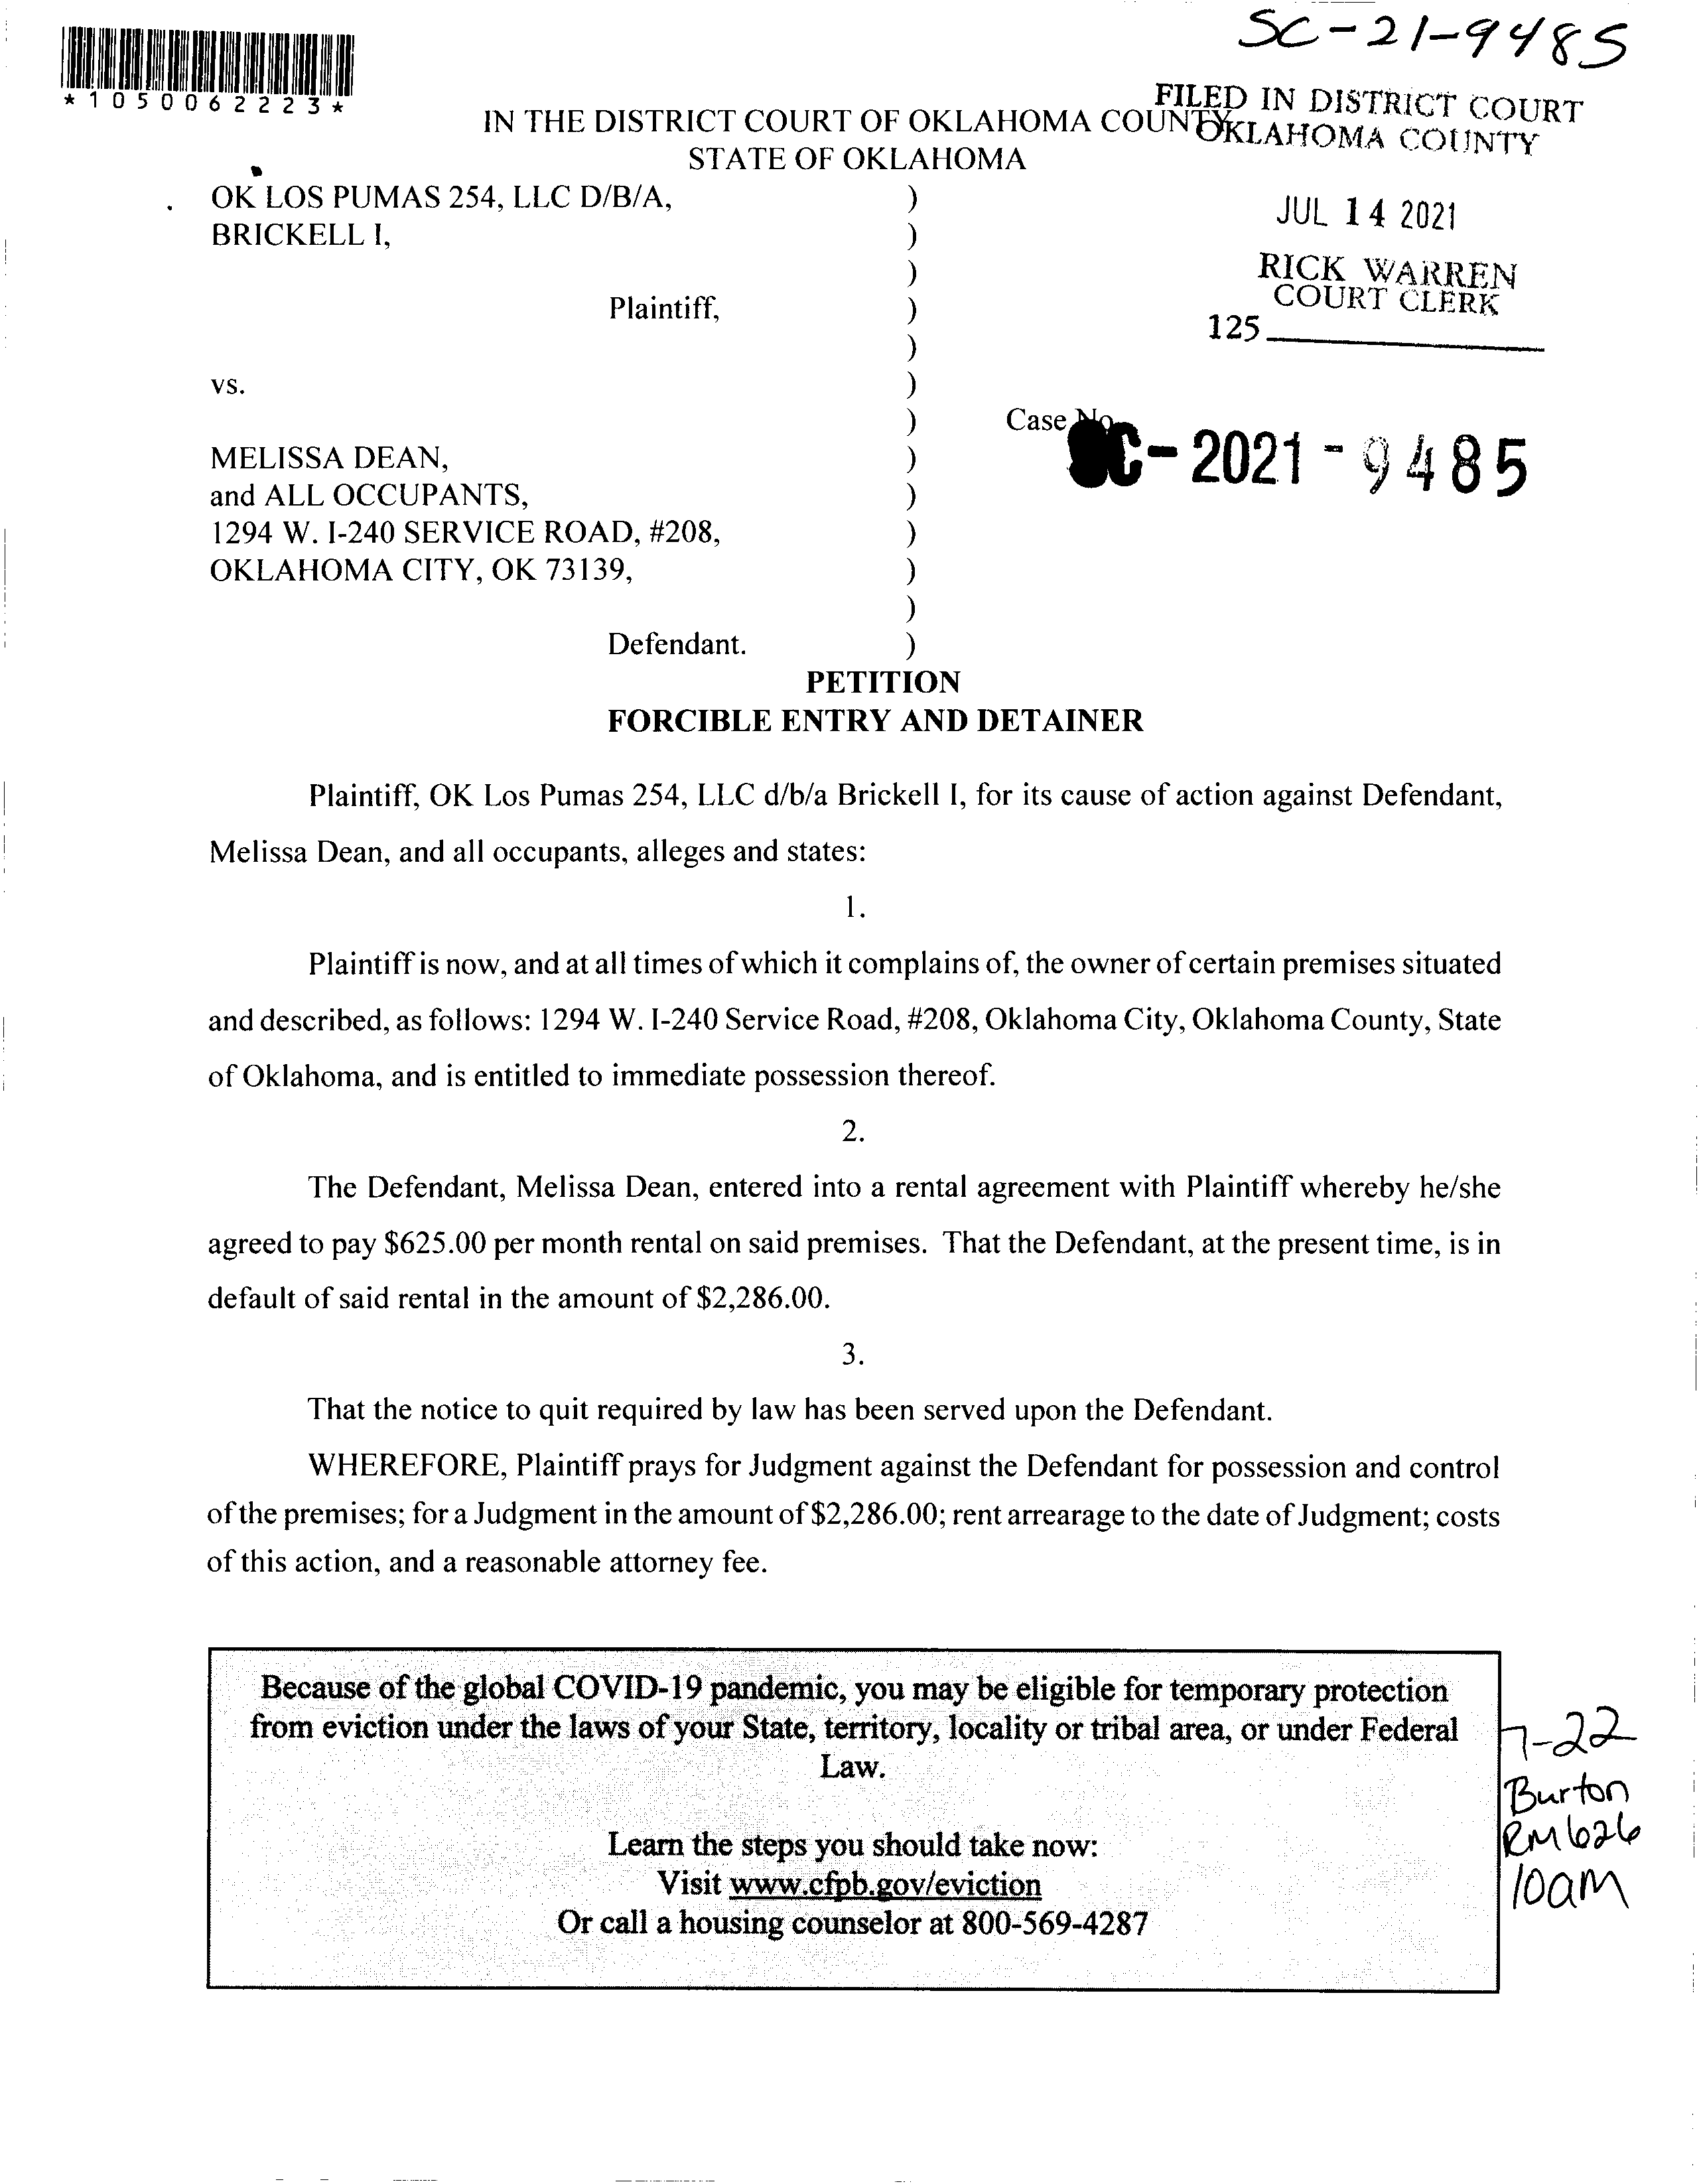 SC-21-9485
*1050062223*
FILED IN DISTRICT COURT
OKLAHOMA COUNTY
IN THE DISTRICT COURT OF OKLAHOMA COUNTY
STATE OF OKLAHOMA
JUL 14 2021
RICK WARREN
COURT CLERK
125
OK LOS PUMAS 254, LLC D/B/A, )
BRICKELL I, )
)
Plaintiff, )
)
vs. )
) Case No.
SC-2021-9485
MELISSA DEAN, )
and ALL OCCUPANTS, )
1294 W. I-240 SERVICE ROAD, #208, )
OKLAHOMA CITY, OK 73139, )
)
Defendant. )
PETITION
FORCIBLE ENTRY AND DETAINER
Plaintiff, OK Los Pumas 254, LLC d/b/a Brickell I, for its cause of action against Defendant,
Melissa Dean, and all occupants, alleges and states:
1.
Plaintiff is now, and at all times of which it complains of, the owner of certain premises situated
and described, as follows: 1294 W. I-240 Service Road, #208, Oklahoma City, Oklahoma County, State
of Oklahoma, and is entitled to immediate possession thereof.
2.
The Defendant, Melissa Dean, entered into a rental agreement with Plaintiff whereby he/she
agreed to pay $625.00 per month rental on said premises. That the Defendant, at the present time, is in
default of said rental in the amount of $2,286.00.
3.
That the notice to quit required by law has been served upon the Defendant.
WHEREFORE, Plaintiff prays for Judgment against the Defendant for possession and control
of the premises; for a Judgment in the amount of $2,286.00; rent arrearage to the date of Judgment; costs
of this action, and a reasonable attorney fee.
Because of the global COVID-19 pandemic, you may be eligible for temporary protection
from eviction under the laws of your State, territory, locality or tribal area, or under Federal
Law.
Learn the steps you should take now:
Visit www.cfpb.gov/eviction
Or call a housing counselor at 800-569-4287
7-22
Burton
RM 626
10am